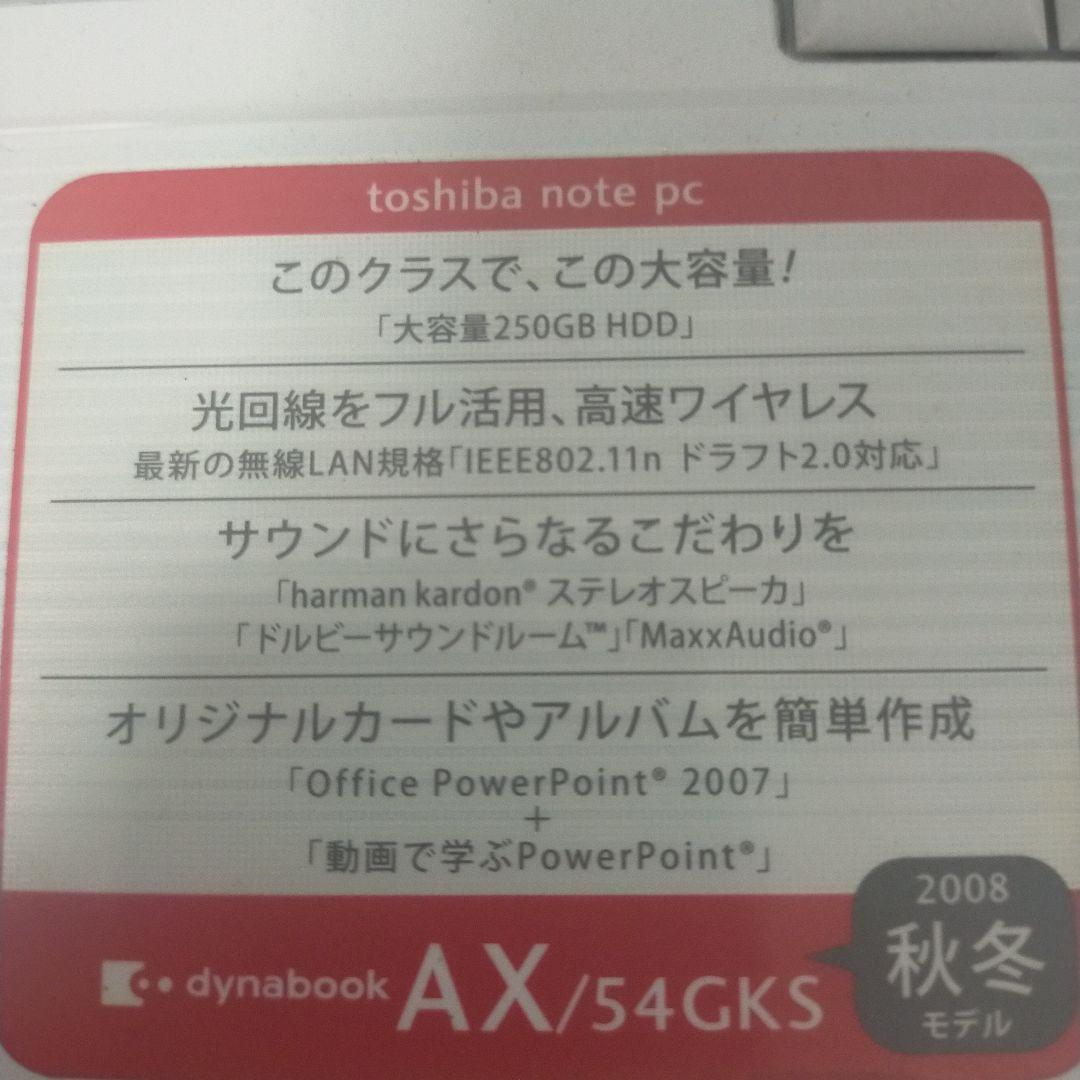 toshiba note pc
このクラスで、この大容量!
「大容量250GB HDD」
光回線をフル活用、高速ワイヤレス
最新の無線LAN規格「IEEE802.11n ドラフト2.0対応」
サウンドにさらなるこだわりを
「harman kardon® ステレオスピーカ」
「ドルビーサウンドルーム™」「MaxxAudio®」
オリジナルカードやアルバムを簡単作成
「Office PowerPoint® 2007」
+
「動画で学ぶPowerPoint®」
dynabook AX/54GKS
2008
秋冬
モデル